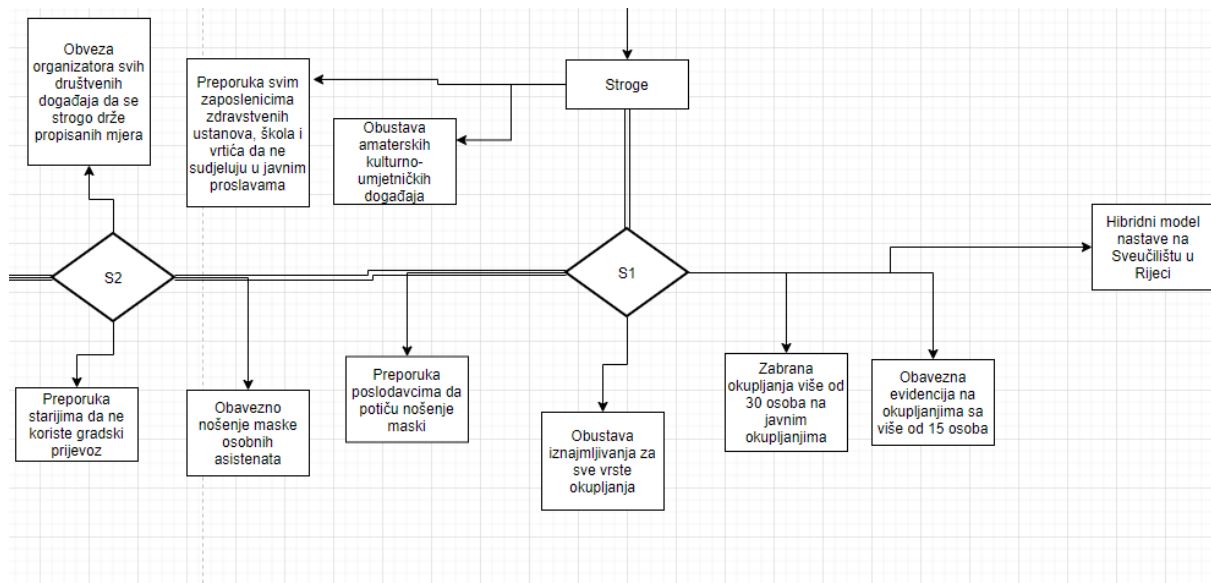 Obveza
organizatora svih
društvenih
događaja da se
strogo drže
propisanih mjera
Preporuka svim
zaposlenicima
zdravstvenih
ustanova, škola i
vrtića da ne
sudjeluju u javnim
proslavama
Stroge
Obustava
amaterskih
kulturno-
umjetničkih
događaja
Hibridni model
nastave na
Sveučilištu u
Rijeci
S2
S1
Preporuka
starijima da ne
koriste gradski
prijevoz
Obavezno
nošenje maske
osobnih
asistenata
Preporuka
poslodavcima da
potiču nošenje
maski
Obustava
iznajmljivanja za
sve vrste
okupljanja
Zabrana
okupljanja više od
30 osoba na
javnim
okupljanjima
Obavezna
evidencija na
okupljanjima sa
više od 15 osoba